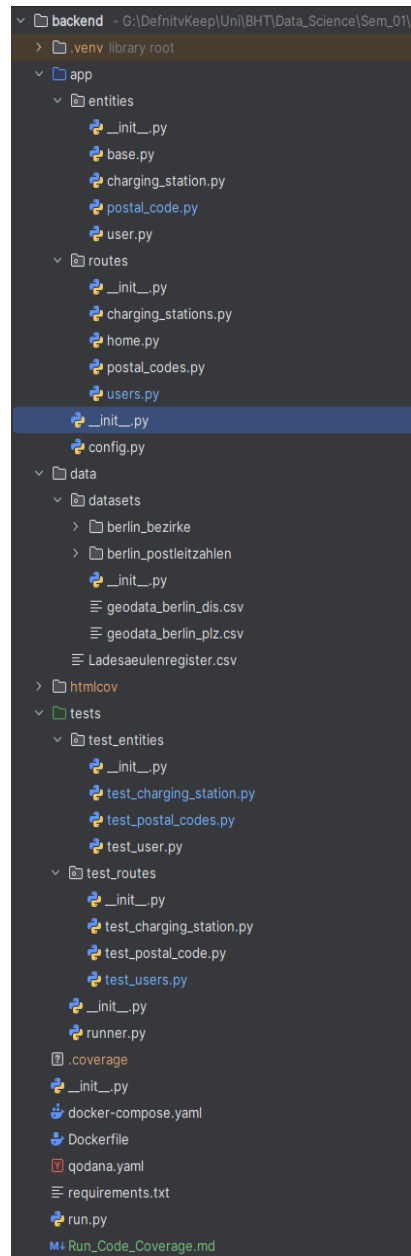 backend - G:\DefnitvKeep\Uni\BHT\Data_Science\Sem_01\
.venv library root
app
entities
__init__.py
base.py
charging_station.py
postal_code.py
user.py
routes
__init__.py
charging_stations.py
home.py
postal_codes.py
users.py
__init__.py
config.py
data
datasets
berlin_bezirke
berlin_postleitzahlen
__init__.py
geodata_berlin_dis.csv
geodata_berlin_plz.csv
Ladesaeulenregister.csv
htmlcov
tests
test_entities
__init__.py
test_charging_station.py
test_postal_codes.py
test_user.py
test_routes
__init__.py
test_charging_station.py
test_postal_code.py
test_users.py
__init__.py
runner.py
.coverage
__init__.py
docker-compose.yaml
Dockerfile
qodana.yaml
requirements.txt
run.py
Run_Code_Coverage.md